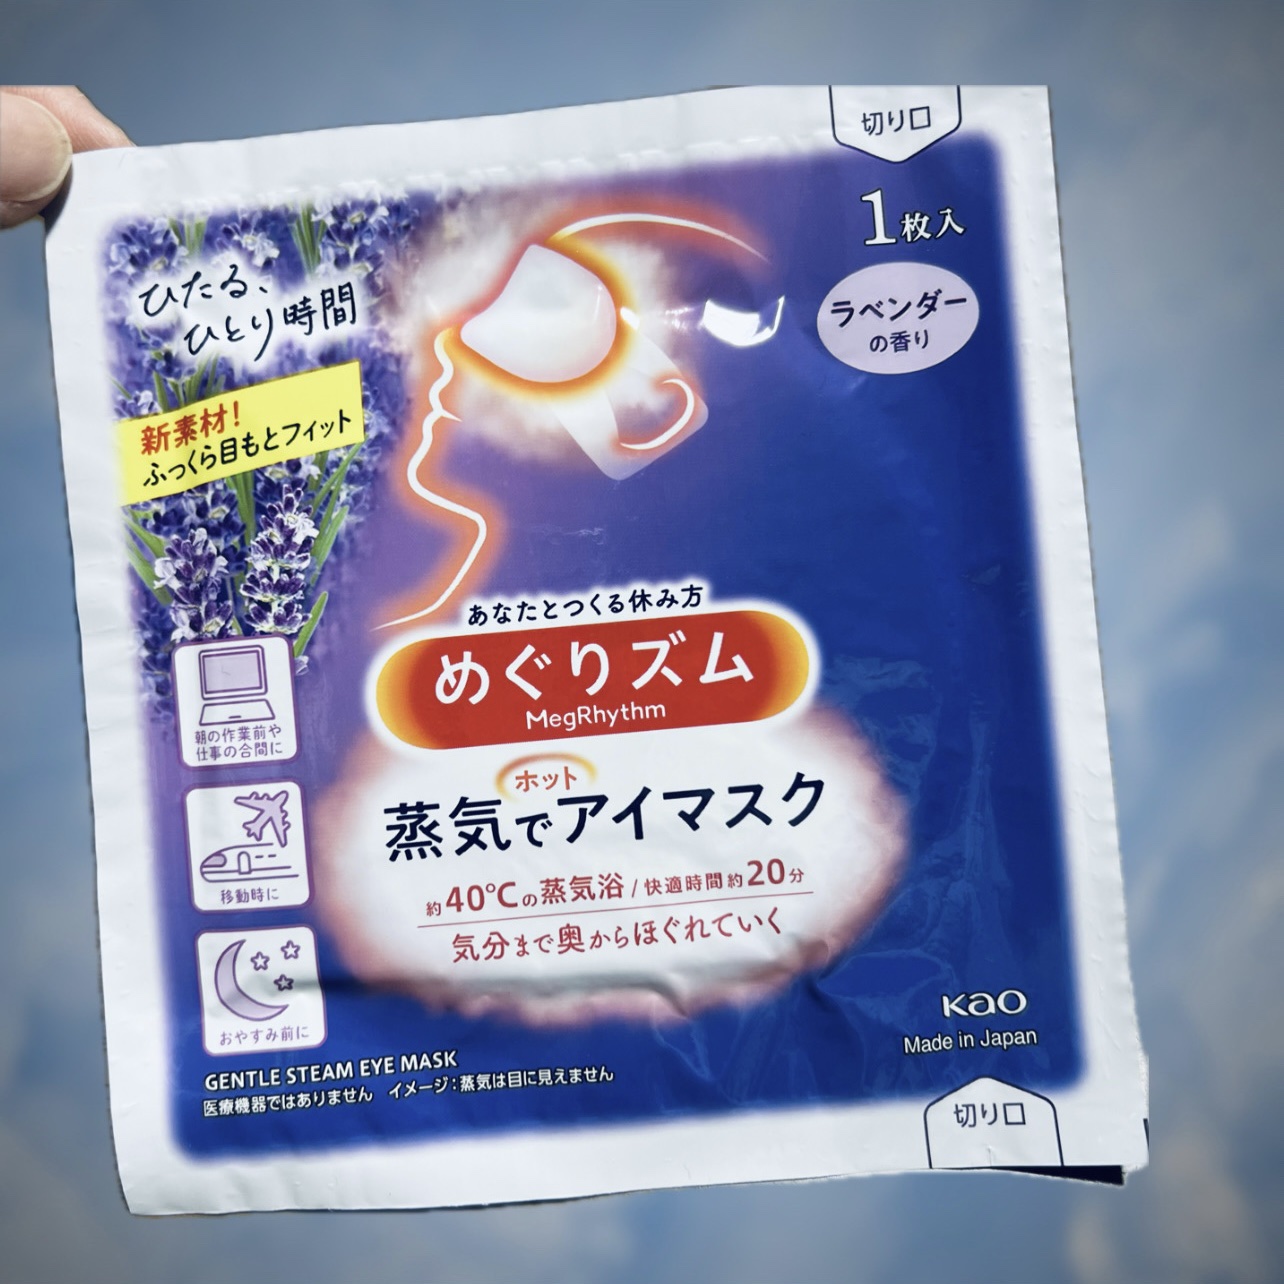 切り口
1枚入
ラベンダー
の香り
ひたる、
ひとり時間
新素材!
ふっくら目もとフィット
あなたとつくる休み方
めぐりズム
MegRhythm
ホット
蒸気でアイマスク
約40℃の蒸気浴/快適時間約20分
気分まで奥からほぐれていく
朝の作業前や
仕事の合間に
移動時に
おやすみ前に
Kao
Made in Japan
GENTLE STEAM EYE MASK
医療機器ではありません イメージ:蒸気は目に見えません
切り口